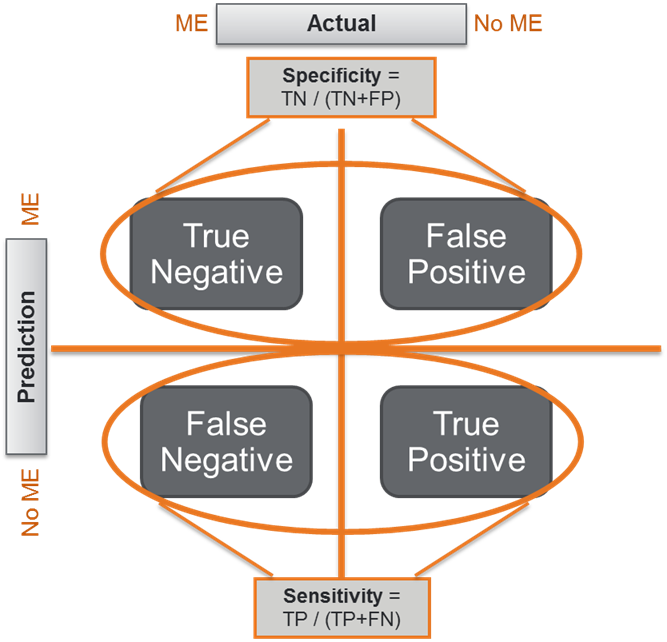 ME
Actual
No ME
Specificity =
TN / (TN+FP)
ME
True
Negative
False
Positive
Prediction
False
Negative
True
Positive
No ME
Sensitivity =
TP / (TP+FN)